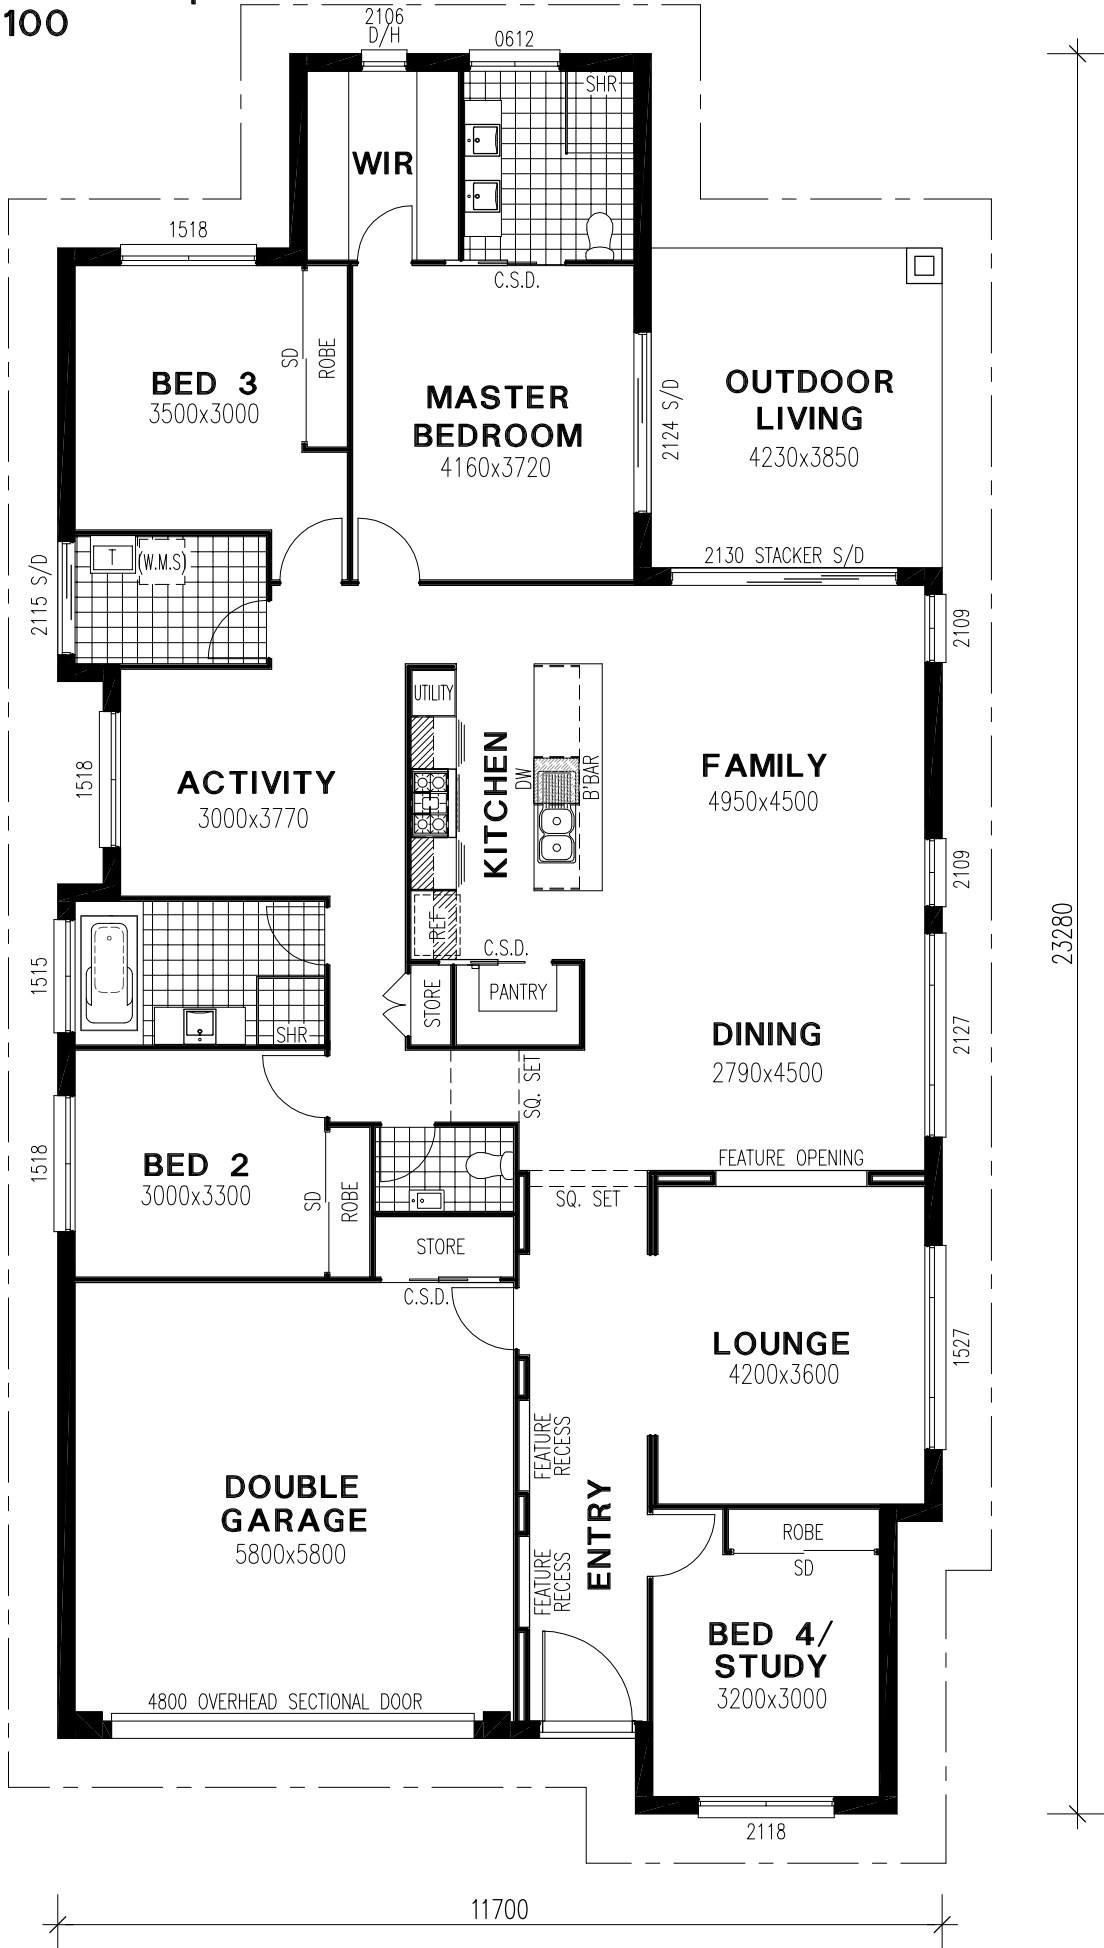 100
2106
D/H
0612
SHR
WIR
1518
C.S.D.
BED 3
3500x3000
SD
ROBE
MASTER
BEDROOM
4160x3720
2124 S/D
OUTDOOR
LIVING
4230x3850
2130 STACKER S/D
2115 S/D
T
(W.M.S)
2109
UTILITY
1518
ACTIVITY
3000x3770
KITCHEN
DW
B'BAR
FAMILY
4950x4500
2109
REF
C.S.D.
23280
1515
SHR
STORE
PANTRY
DINING
2790x4500
2127
SQ. SET
1518
BED 2
3000x3300
SD
ROBE
FEATURE OPENING
SQ. SET
STORE
C.S.D.
LOUNGE
4200x3600
1527
FEATURE
RECESS
DOUBLE
GARAGE
5800x5800
ENTRY
ROBE
SD
FEATURE
RECESS
BED 4/
STUDY
3200x3000
4800 OVERHEAD SECTIONAL DOOR
2118
11700